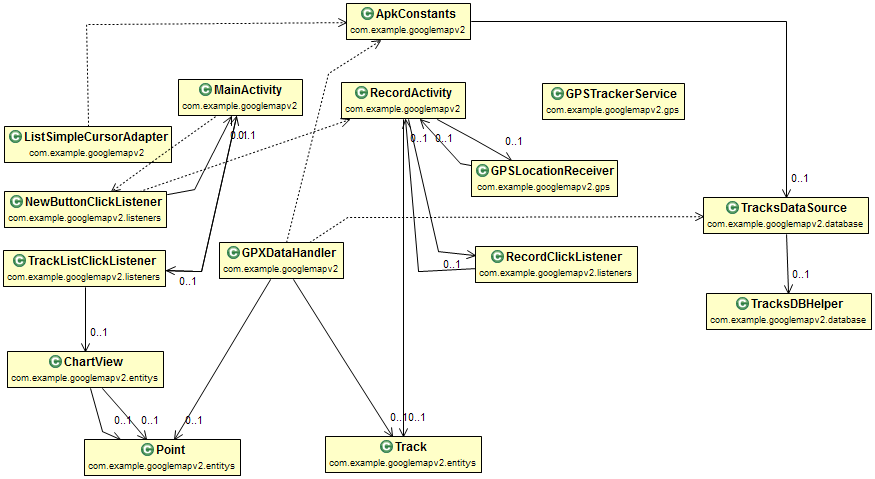 ApkConstants
com.example.googlemapv2
MainActivity
com.example.googlemapv2
RecordActivity
com.example.googlemapv2
GPSTrackerService
com.example.googlemapv2.gps
ListSimpleCursorAdapter
com.example.googlemapv2
0..1
0..1
0..1
0..1
0..1
GPSLocationReceiver
com.example.googlemapv2.gps
0..1
NewButtonClickListener
com.example.googlemapv2.listeners
TracksDataSource
com.example.googlemapv2.database
TrackListClickListener
com.example.googlemapv2.listeners
GPXDataHandler
com.example.googlemapv2
RecordClickListener
com.example.googlemapv2.listeners
0..1
0..1
0..1
TracksDBHelper
com.example.googlemapv2.database
0..1
ChartView
com.example.googlemapv2.entitys
0..1
0..1
0..1
0..1
0..1
Point
com.example.googlemapv2.entitys
Track
com.example.googlemapv2.entitys